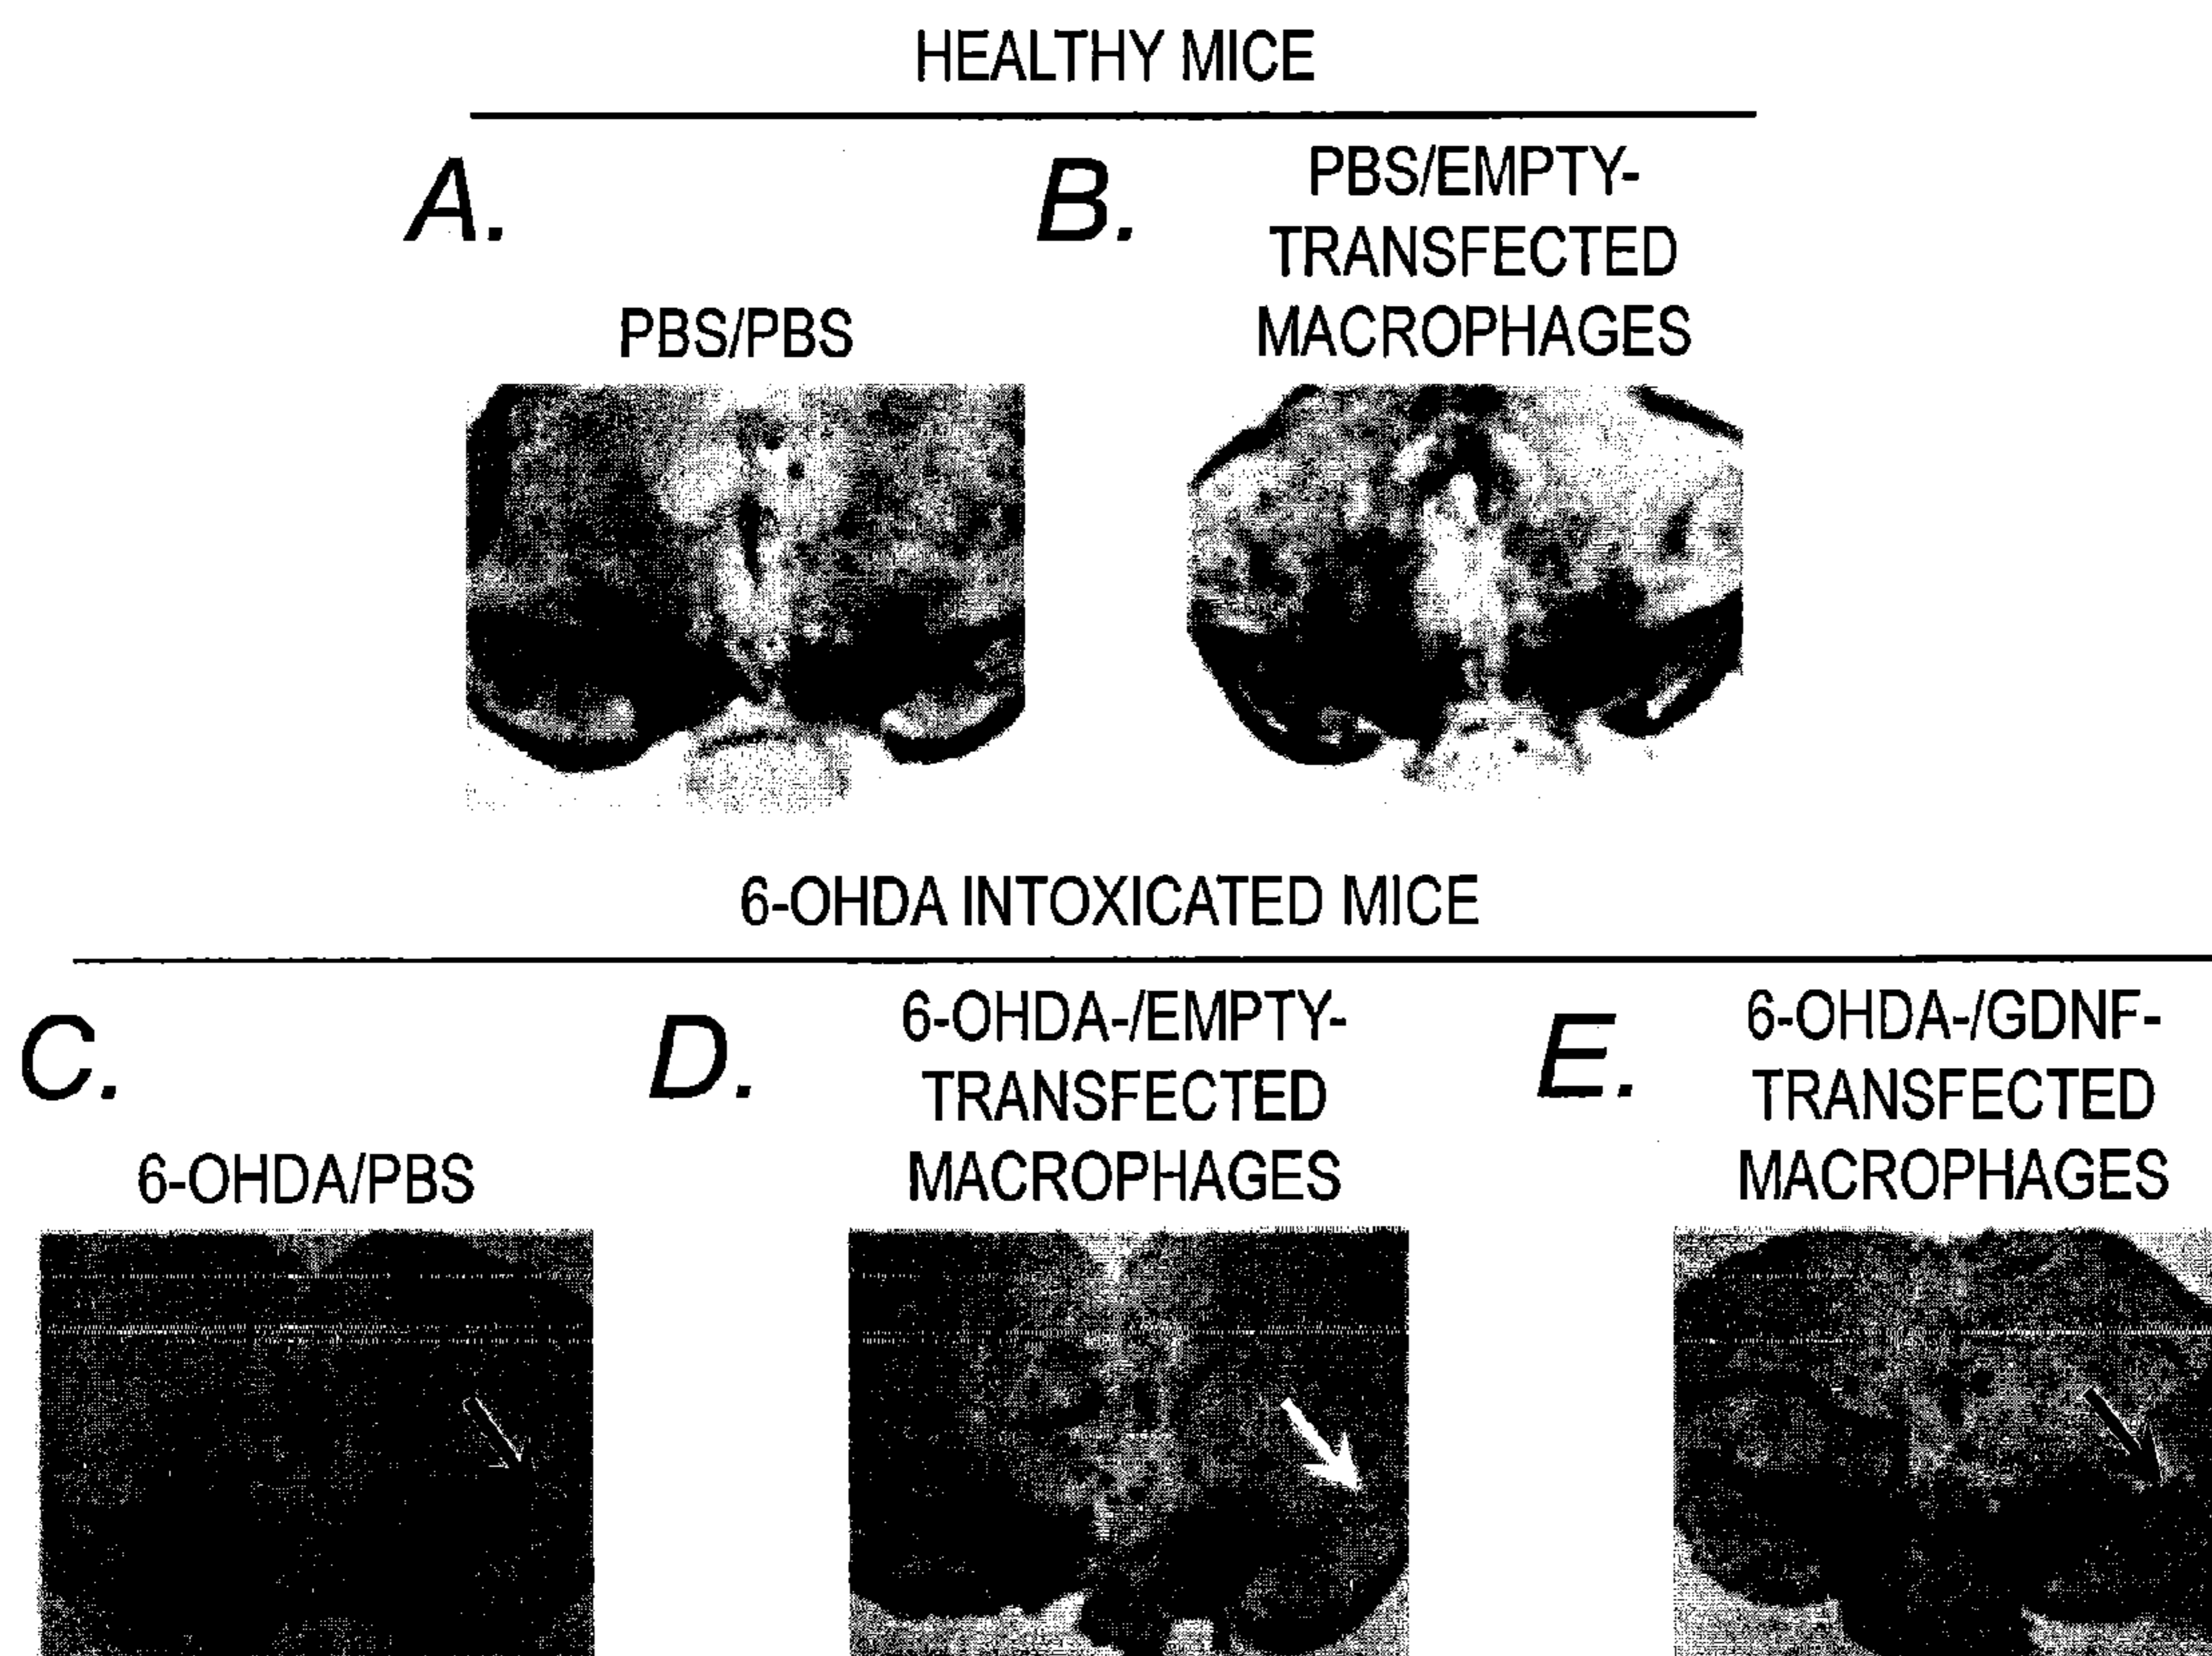 HEALTHY MICE
A.
PBS/PBS
B.
PBS/EMPTY-
TRANSFECTED
MACROPHAGES
6-OHDA INTOXICATED MICE
C.
6-OHDA/PBS
D.
6-OHDA-/EMPTY-
TRANSFECTED
MACROPHAGES
E.
6-OHDA-/GDNF-
TRANSFECTED
MACROPHAGES